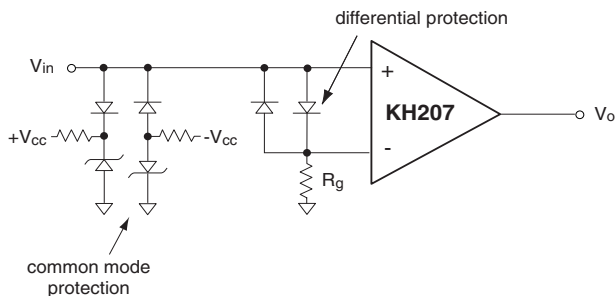 differential protection
Vin
+
KH207
Vo
+Vcc
-Vcc
-
Rg
common mode
protection